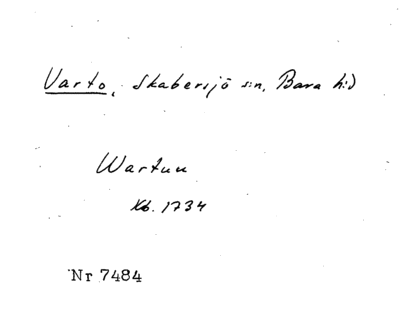 Varto, Skabersjö s:n, Bara h:d
Wartuu
Kb. 1734
Nr 7484